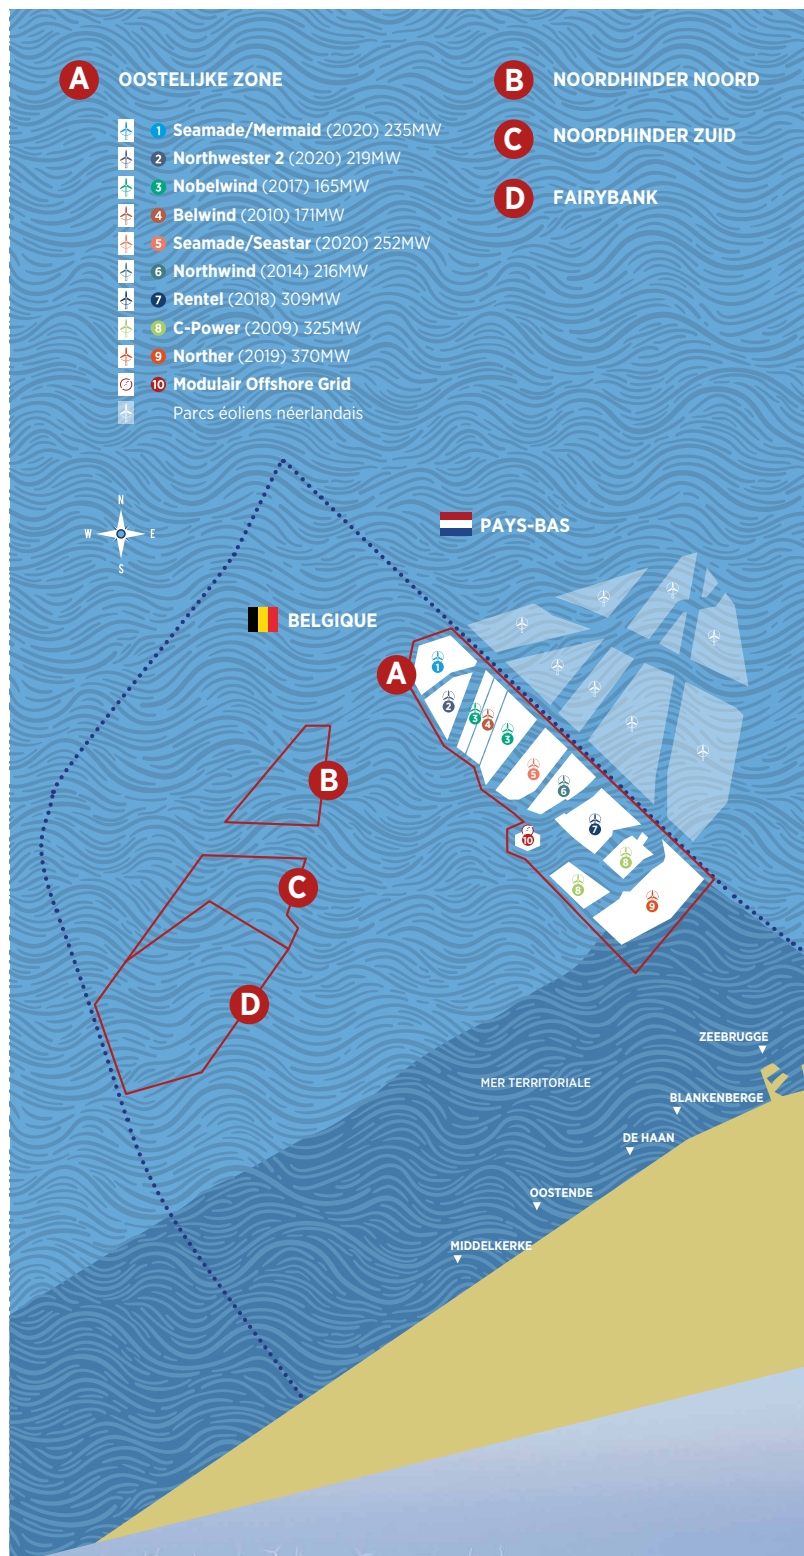 A OOSTELIJKE ZONE
1 Seamade/Mermaid (2020) 235MW
2 Northwester 2 (2020) 219MW
3 Nobelwind (2017) 165MW
4 Belwind (2010) 171MW
5 Seamade/Seastar (2020) 252MW
6 Northwind (2014) 216MW
7 Rentel (2018) 309MW
8 C-Power (2009) 325MW
9 Norther (2019) 370MW
10 Modulair Offshore Grid
Parcs éoliens néerlandais
B NOORDHINDER NOORD
C NOORDHINDER ZUID
D FAIRYBANK
N
W E
S
PAYS-BAS
BELGIQUE
A
1
2
3
4
3
5
6
B
7
10
8
8
C
9
D
ZEEBRUGGE
MER TERRITORIALE
BLANKENBERGE
DE HAAN
OOSTENDE
MIDDELKERKE